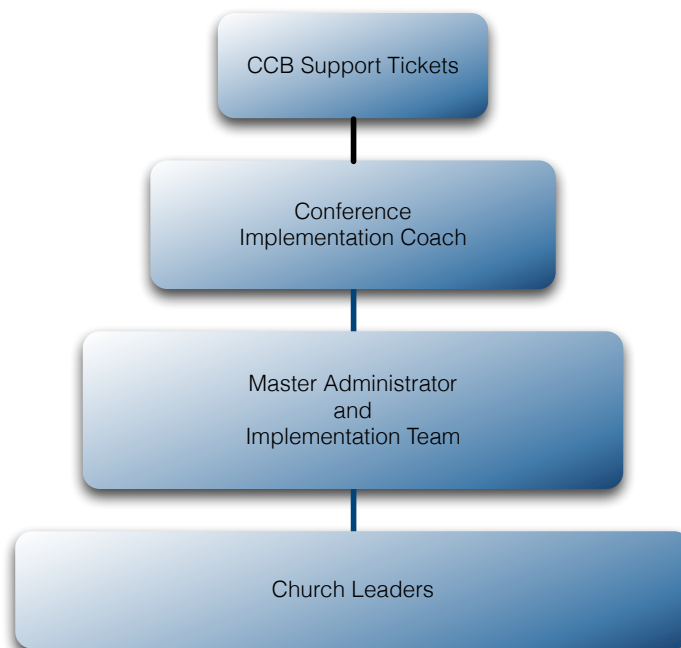 CCB Support Tickets
Conference
Implementation Coach
Master Administrator
and
Implementation Team
Church Leaders